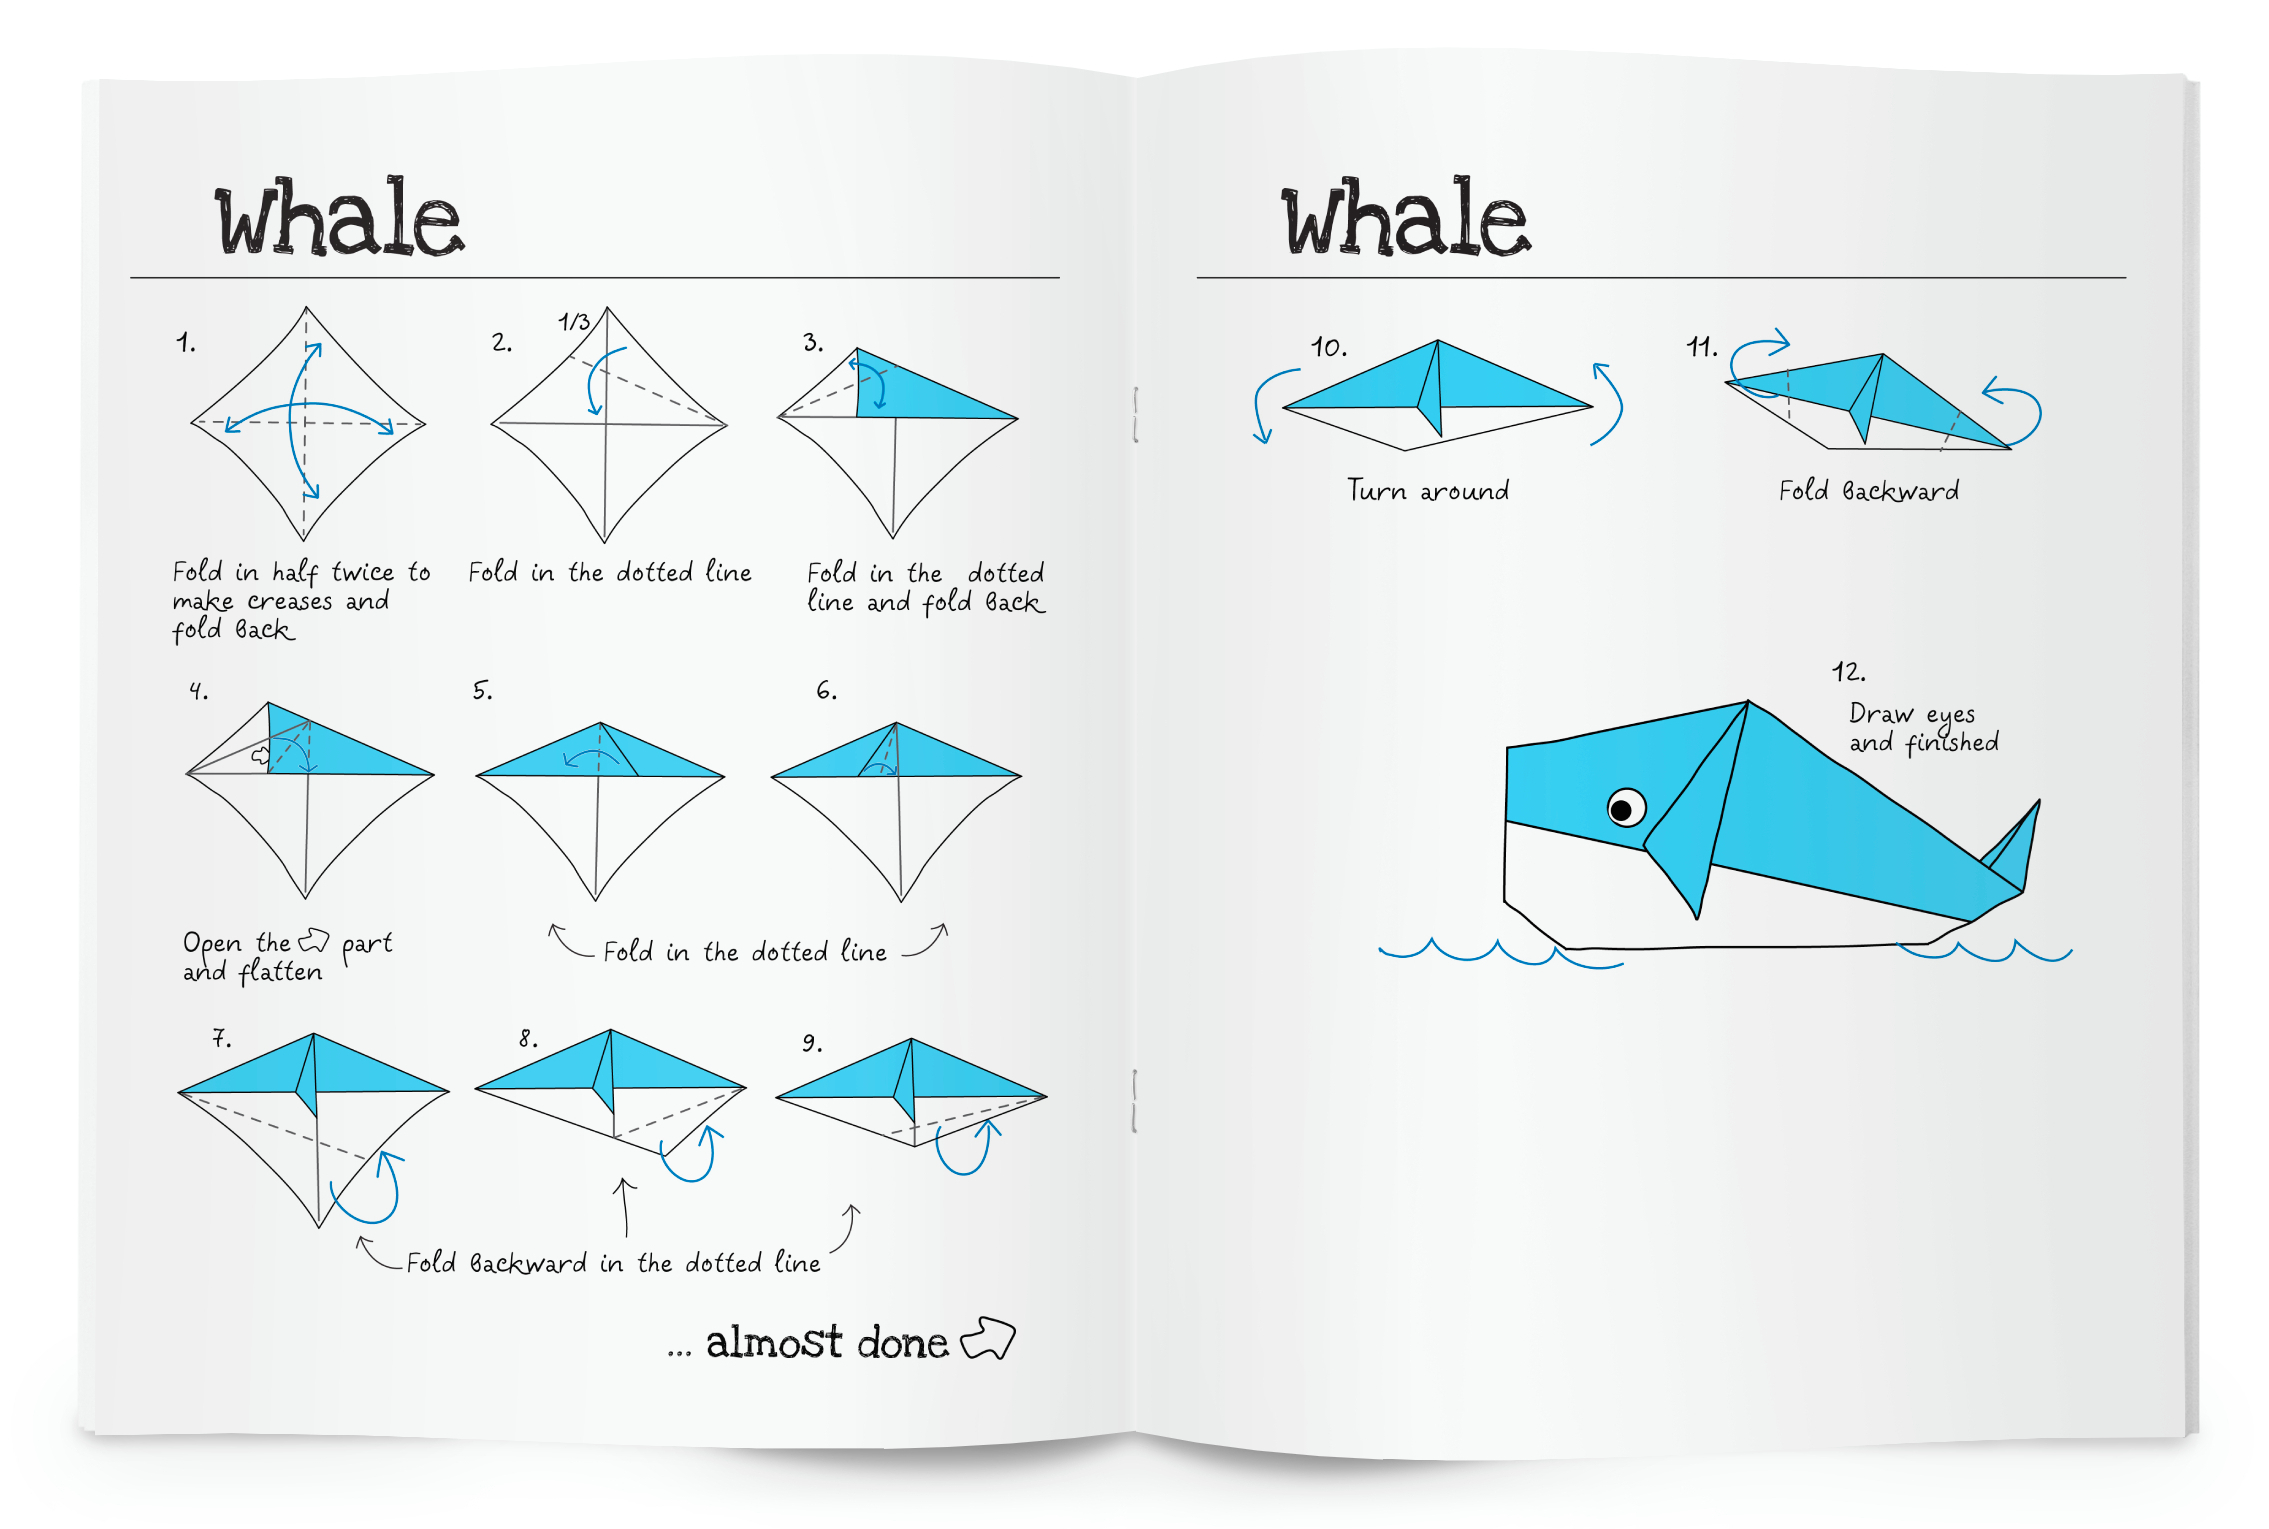 Whale
1.
2.
1/3
3.
Fold in half twice to
make creases and
fold back
Fold in the dotted line
Fold in the dotted
line and fold back
4.
5.
6.
Open the part
and flatten
Fold in the dotted line
7.
8.
9.
Fold backward in the dotted line
... almost done
Whale
10.
11.
Turn around
Fold backward
12.
Draw eyes
and finished